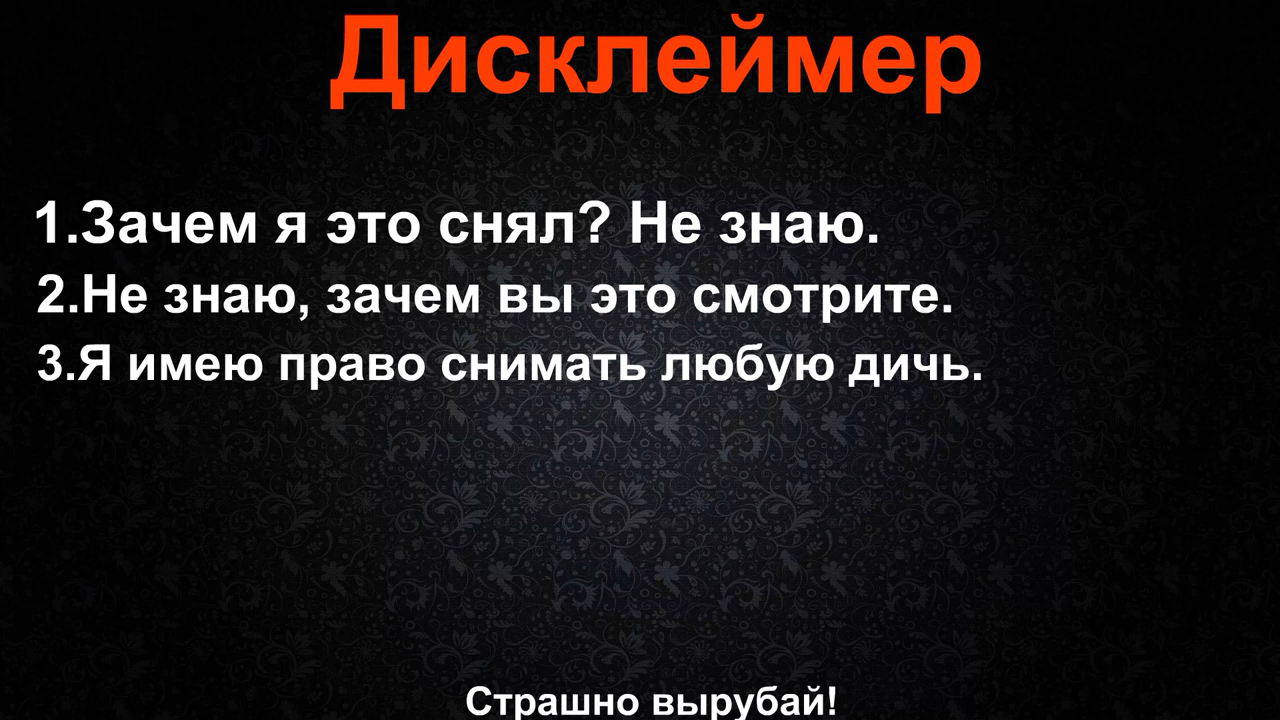 Дисклеймер
1.Зачем я это снял? Не знаю.
2.Не знаю, зачем вы это смотрите.
3.Я имею право снимать любую дичь.
Страшно вырубай!